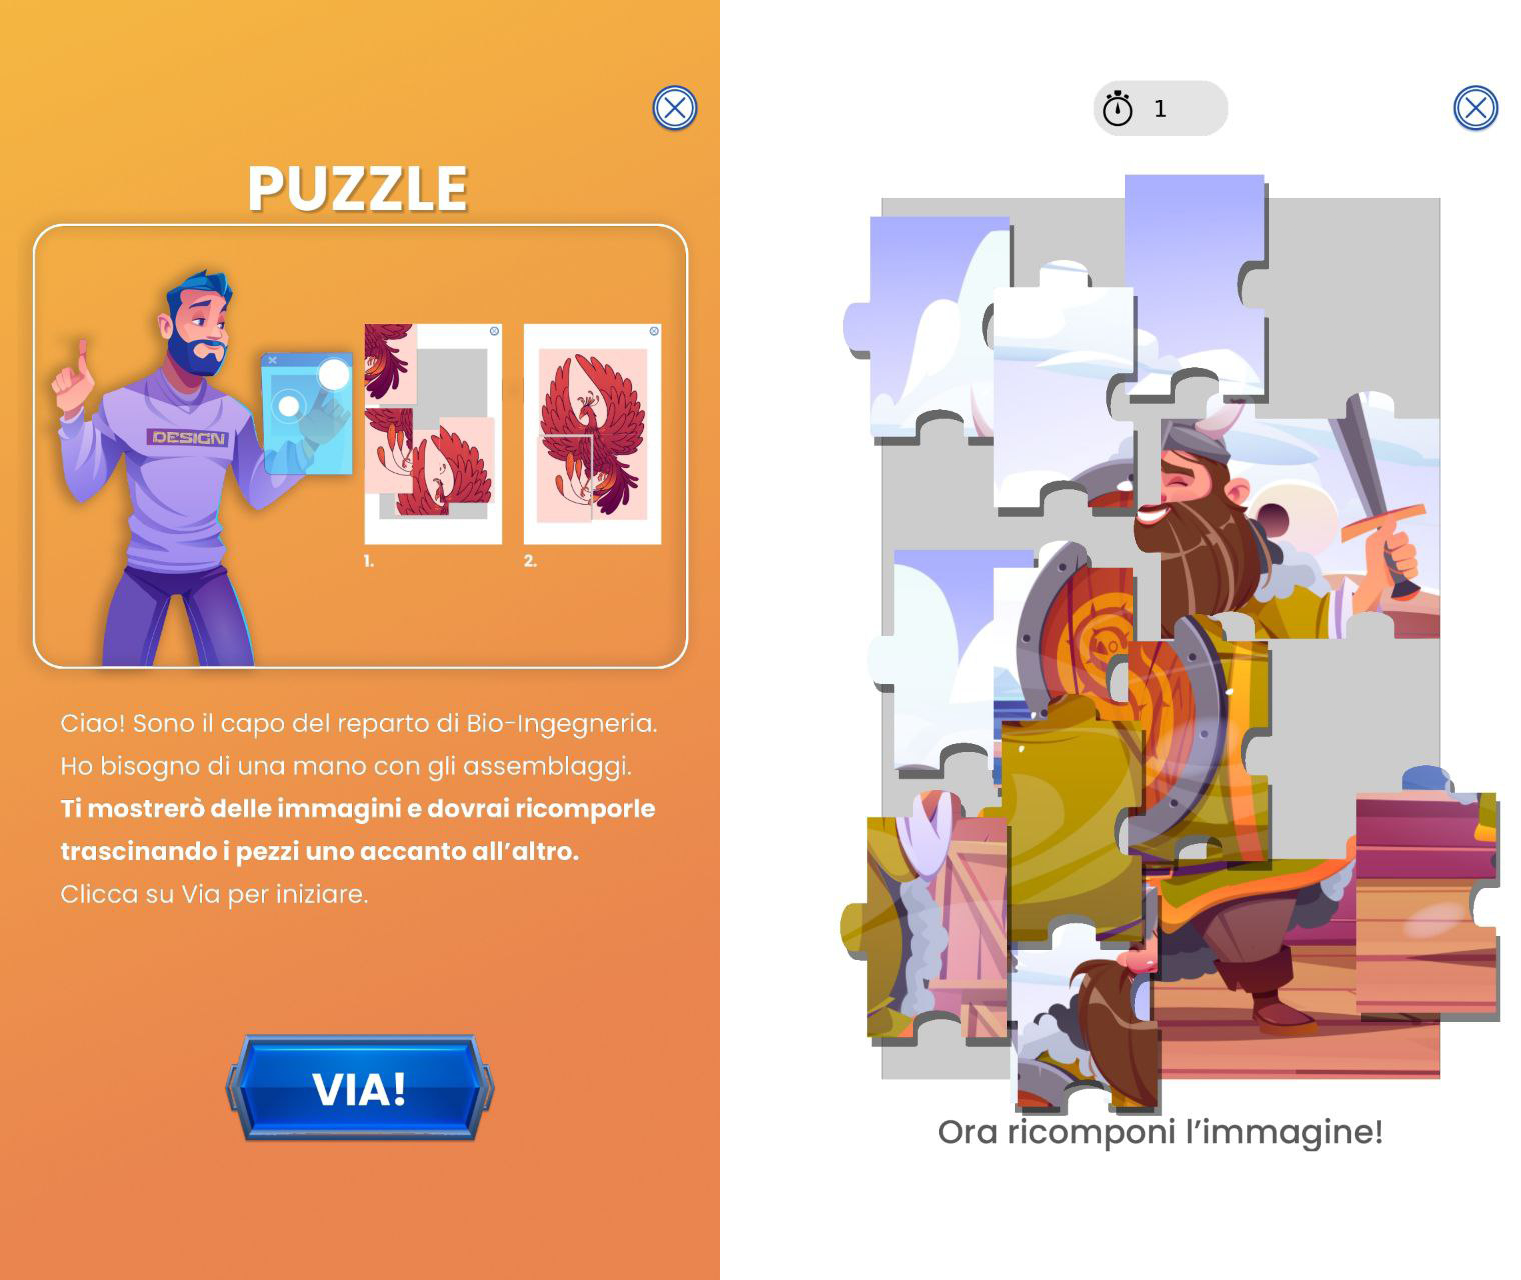 1
PUZZLE
DESIGN
1.
2.
Ciao! Sono il capo del reparto di Bio-Ingegneria.
Ho bisogno di una mano con gli assemblaggi.
Ti mostrerò delle immagini e dovrai ricomporle
trascinando i pezzi uno accanto all’altro.
Clicca su Via per iniziare.
VIA!
Ora ricomponi l’immagine!